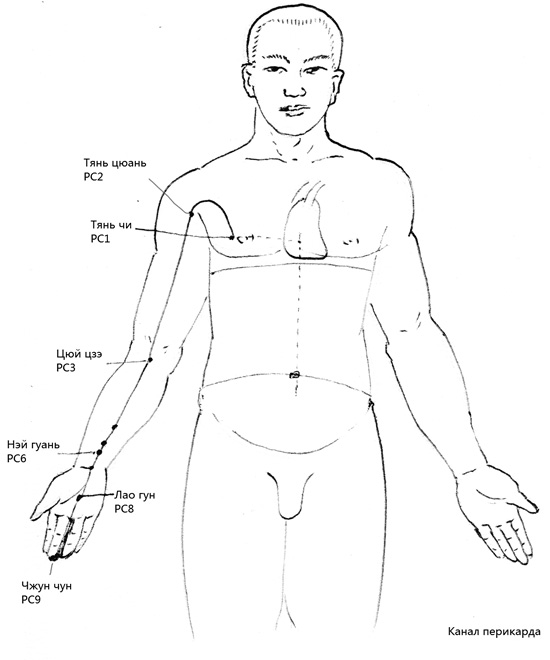 Тянь цюань
PC2
Тянь чи
PC1
Цюй цзэ
PC3
Нэй гуань
PC6
Лао гун
PC8
Чжун чун
PC9
Канал перикарда